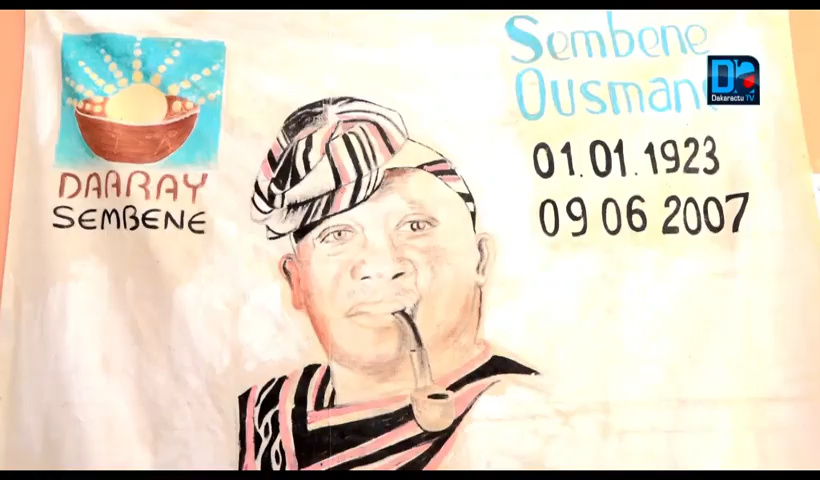 Sembene
Ousman
Dakaractu TV
01.01.1923
09 06 2007
DAARAY
SEMBENE